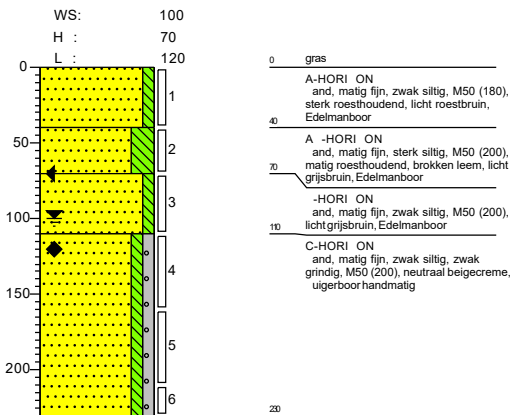 WS: 100
H : 70
L : 120
0
50
100
150
200
1
2
3
4
5
6
0 gras
A-HORI ON
and, matig fijn, zwak siltig, M50 (180),
sterk roesthoudend, licht roestbruin,
Edelmanboor
40
A -HORI ON
and, matig fijn, sterk siltig, M50 (200),
matig roesthoudend, brokken leem, licht
grijsbruin, Edelmanboor
70
-HORI ON
and, matig fijn, zwak siltig, M50 (200),
lichtgrijsbruin, Edelmanboor
110
C-HORI ON
and, matig fijn, zwak siltig, zwak
grindig, M50 (200), neutraal beigecreme,
uigerboor handmatig
230